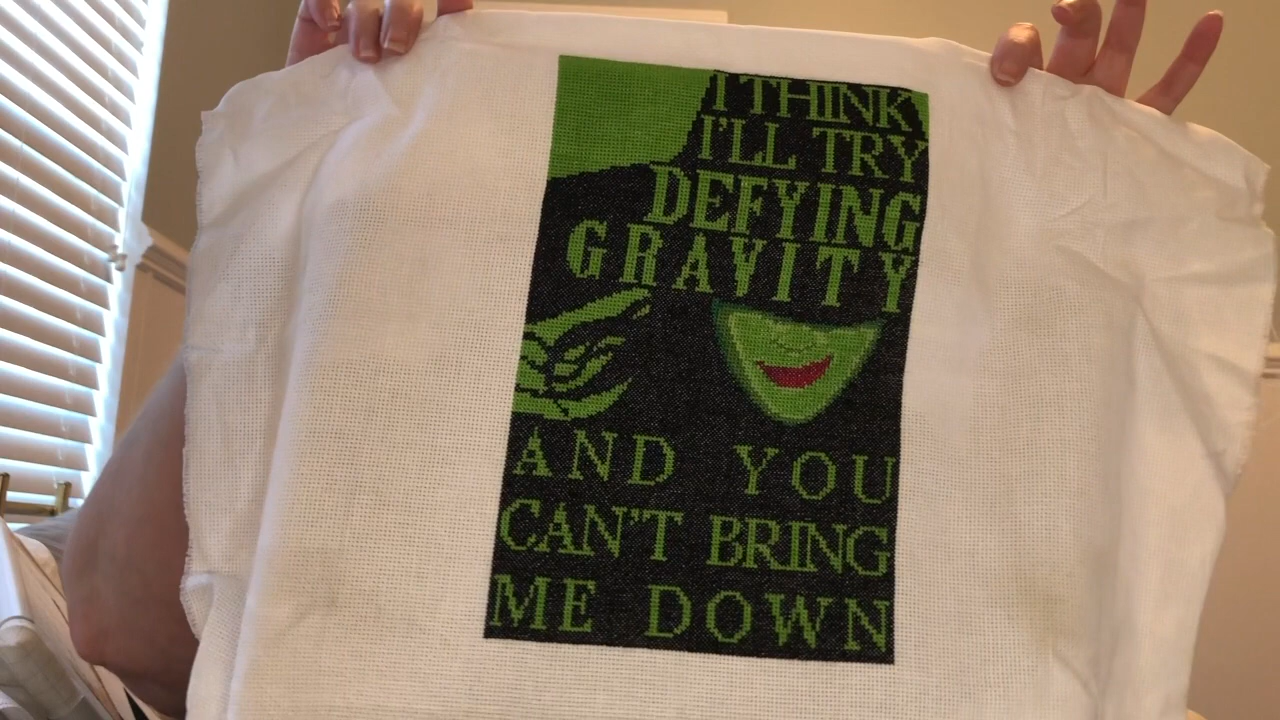 I THINK
I'LL TRY
DEFYING
GRAVITY
AND YOU
CAN'T BRING
ME DOWN